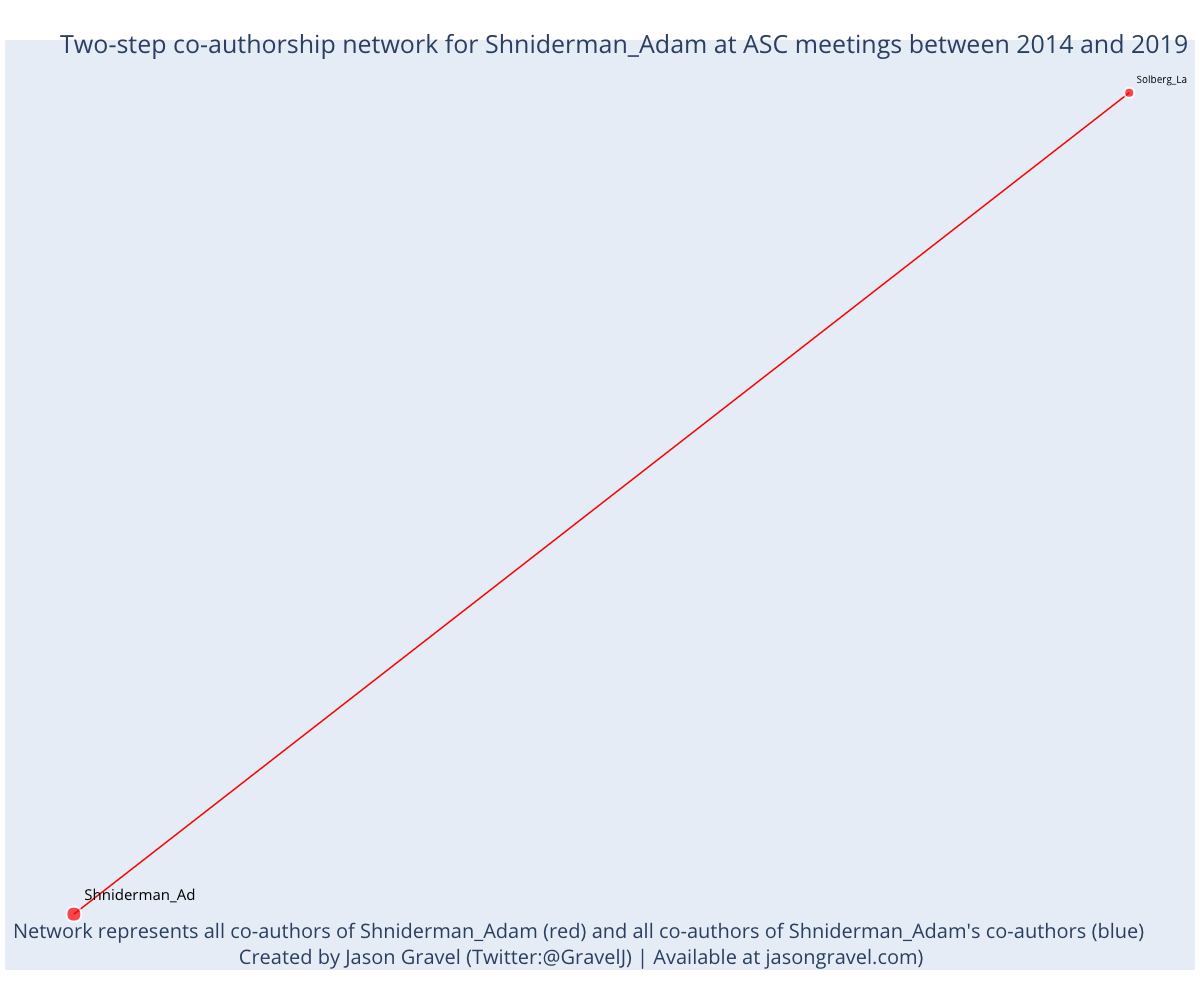 Two-step co-authorship network for Shniderman_Adam at ASC meetings between 2014 and 2019
Solberg_La
Shniderman_Ad
Network represents all co-authors of Shniderman_Adam (red) and all co-authors of Shniderman_Adam's co-authors (blue)
Created by Jason Gravel (Twitter:@GravelJ) | Available at jasongravel.com)